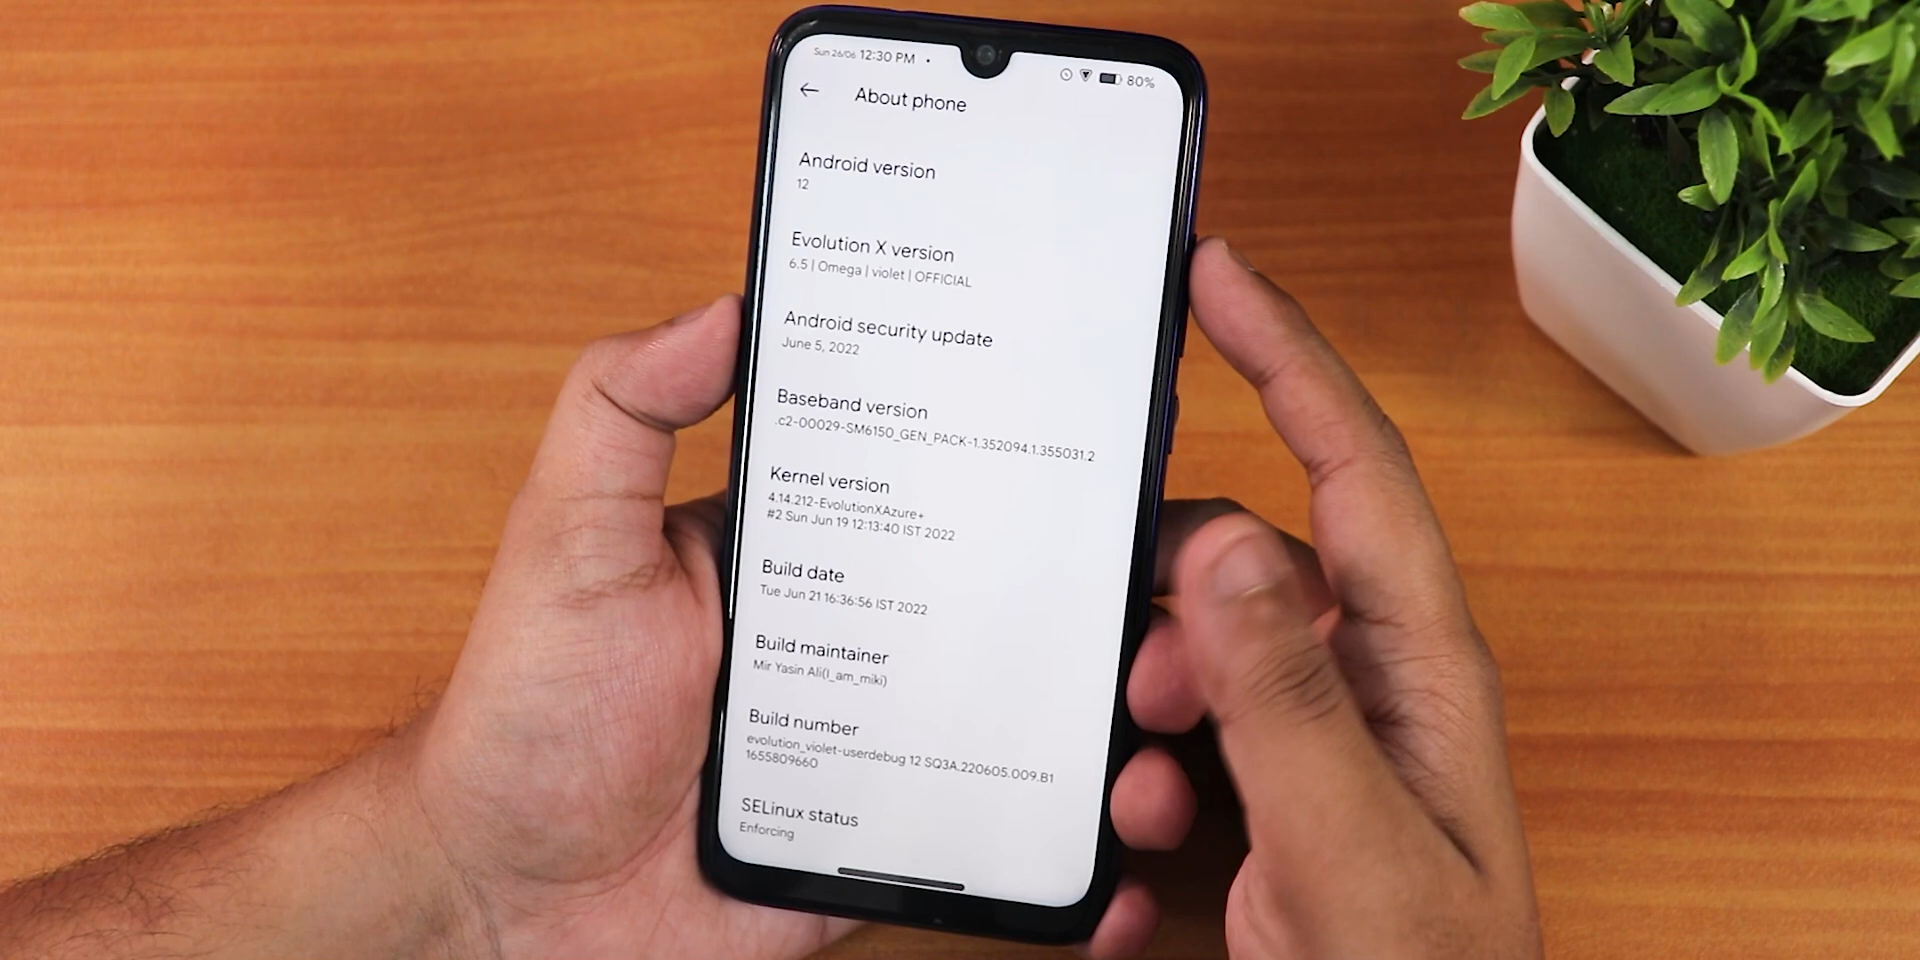 Sun 26/06 12:30 PM •
80%
About phone
Android version
12
Evolution X version
6.5 | Omega | violet | OFFICIAL
Android security update
June 5, 2022
Baseband version
.c2-00029-SM6150_GEN_PACK-1.352094.1.355031.2
Kernel version
4.14.212-EvolutionXAzure+
#2 Sun Jun 19 12:13:40 IST 2022
Build date
Tue Jun 21 16:36:56 IST 2022
Build maintainer
Mir Yasin Ali(I_am_miki)
Build number
evolution_violet-userdebug 12 SQ3A.220605.009.B1
1655809660
SELinux status
Enforcing